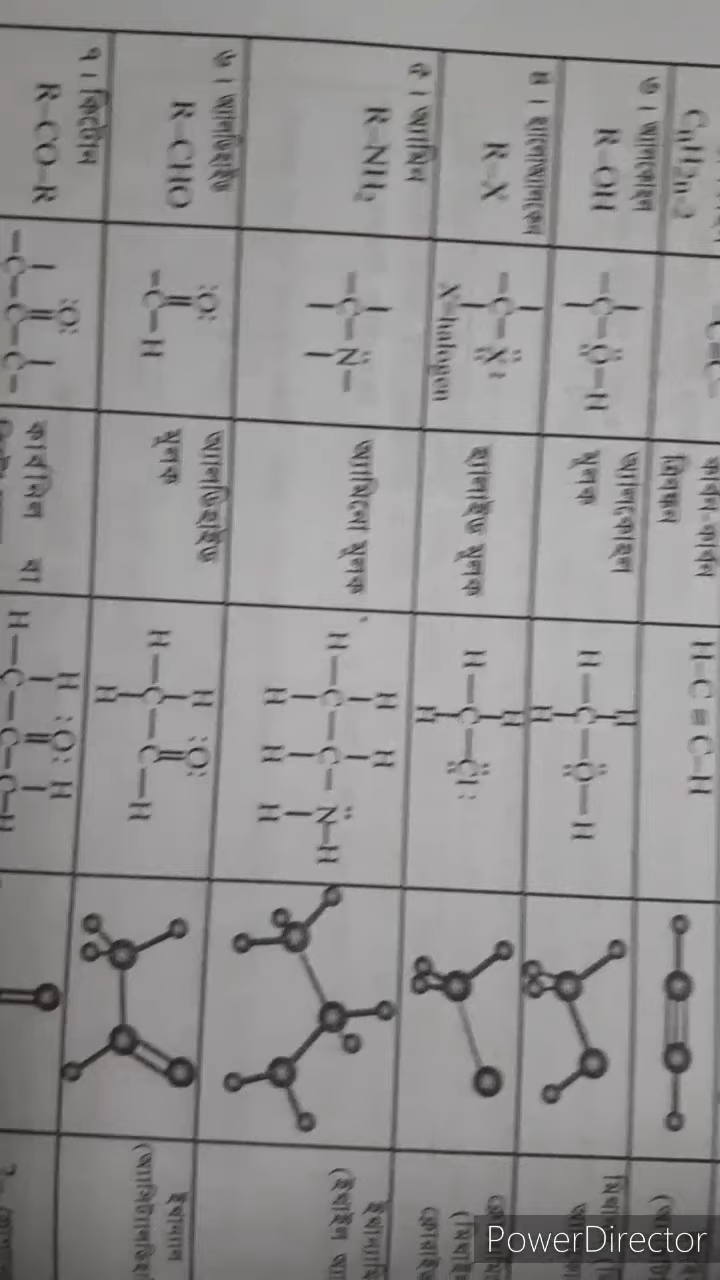 CₙH₂ₙ₋₂
কার্বন-কার্বন
ত্রিবন্ধন
H–C≡C–H
৩। অ্যালকোহল
R–OH
–C–Ö–H
অ্যালকোহল
মূলক
H
H–C–Ö–H
H
৪। হ্যালোঅ্যালকেন
R–X
–C–Ẍ:
X=halogen
হ্যালাইড মূলক
H
H–C–C̈l:
H
৫। অ্যামিন
R–NH₂
–C–N̈–
অ্যামিনো মূলক
H H
H–C–C–N̈–H
H H H
৬। অ্যালডিহাইড
R–CHO
:O:
–C–H
অ্যালডিহাইড
মূলক
H :O:
H–C–C–H
H
ইথান্যাল
৭। কিটোন
R–CO–R
:O:
–C–C–C–
কার্বনিল বা
H :O: H
H–C–C–C–H
PowerDirector